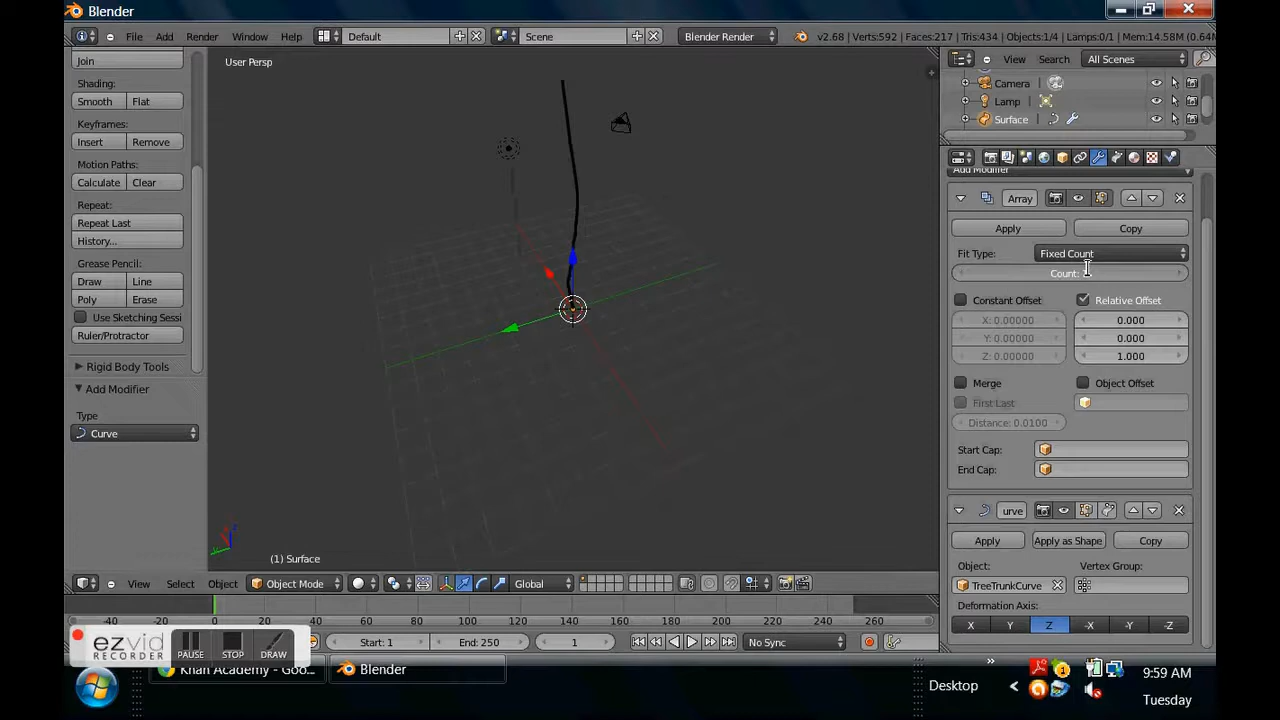 Blender
File Add Render Window Help Default Scene Blender Render v2.68 | Verts:592 | Faces:217 | Tris:434 | Objects:1/4 | Lamps:0/1 | Mem:14.58M (0.64M
Join
User Persp
View Search All Scenes
Shading:
Camera
Smooth Flat
Lamp
Keyframes:
Surface
Insert Remove
Motion Paths:
Add Modifier
Calculate Clear
Array
Repeat:
Repeat Last
Apply Copy
History...
Fit Type: Fixed Count
Grease Pencil:
Count:
Draw Line
Constant Offset Relative Offset
Poly Erase
X: 0.00000 0.000
Use Sketching Sessi
Y: 0.00000 0.000
Ruler/Protractor
Z: 0.00000 1.000
Rigid Body Tools
Merge Object Offset
Add Modifier
First Last
Type
Distance: 0.0100
Curve
Start Cap:
End Cap:
urve
Apply Apply as Shape Copy
(1) Surface
Object: Vertex Group:
TreeTrunkCurve
View Select Object Object Mode Global
Deformation Axis:
X Y Z -X -Y -Z
-40 -20 0 20 40 60 80 100 120 140 160 180 200 220 240 260
ezvid
RECORDER
PAUSE STOP DRAW
Start: 1 End: 250 1 No Sync
Khan Academy - Goo...
Blender
Desktop
9:59 AM
Tuesday